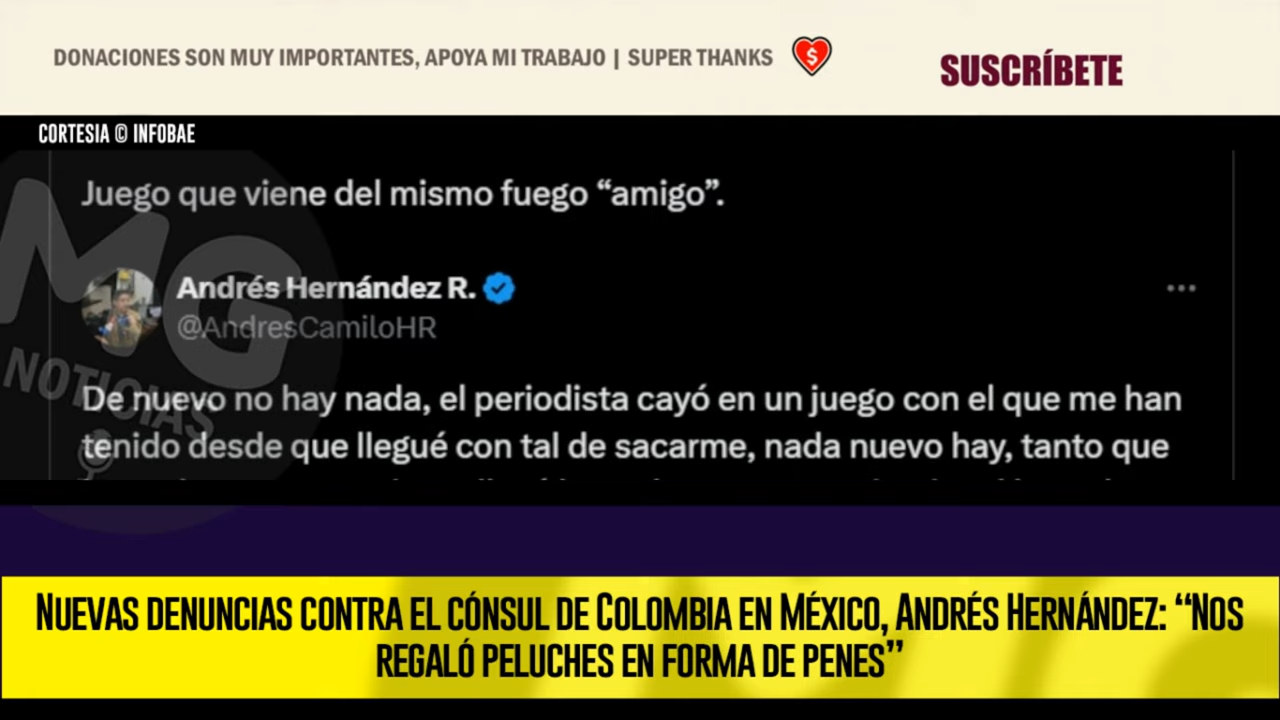 DONACIONES SON MUY IMPORTANTES, APOYA MI TRABAJO | SUPER THANKS
SUSCRÍBETE
CORTESIA © INFOBAE
Juego que viene del mismo fuego “amigo”.
Andrés Hernández R.
@AndresCamiloHR
De nuevo no hay nada, el periodista cayó en un juego con el que me han
tenido desde que llegué con tal de sacarme, nada nuevo hay, tanto que
MG
NOTICIAS
NUEVAS DENUNCIAS CONTRA EL CÓNSUL DE COLOMBIA EN MÉXICO, ANDRÉS HERNÁNDEZ: “NOS
REGALÓ PELUCHES EN FORMA DE PENES”